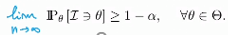 lim n→∞ ℙ_θ [𝓘 ∋ θ] ≥ 1 − α,   ∀θ ∈ Θ.